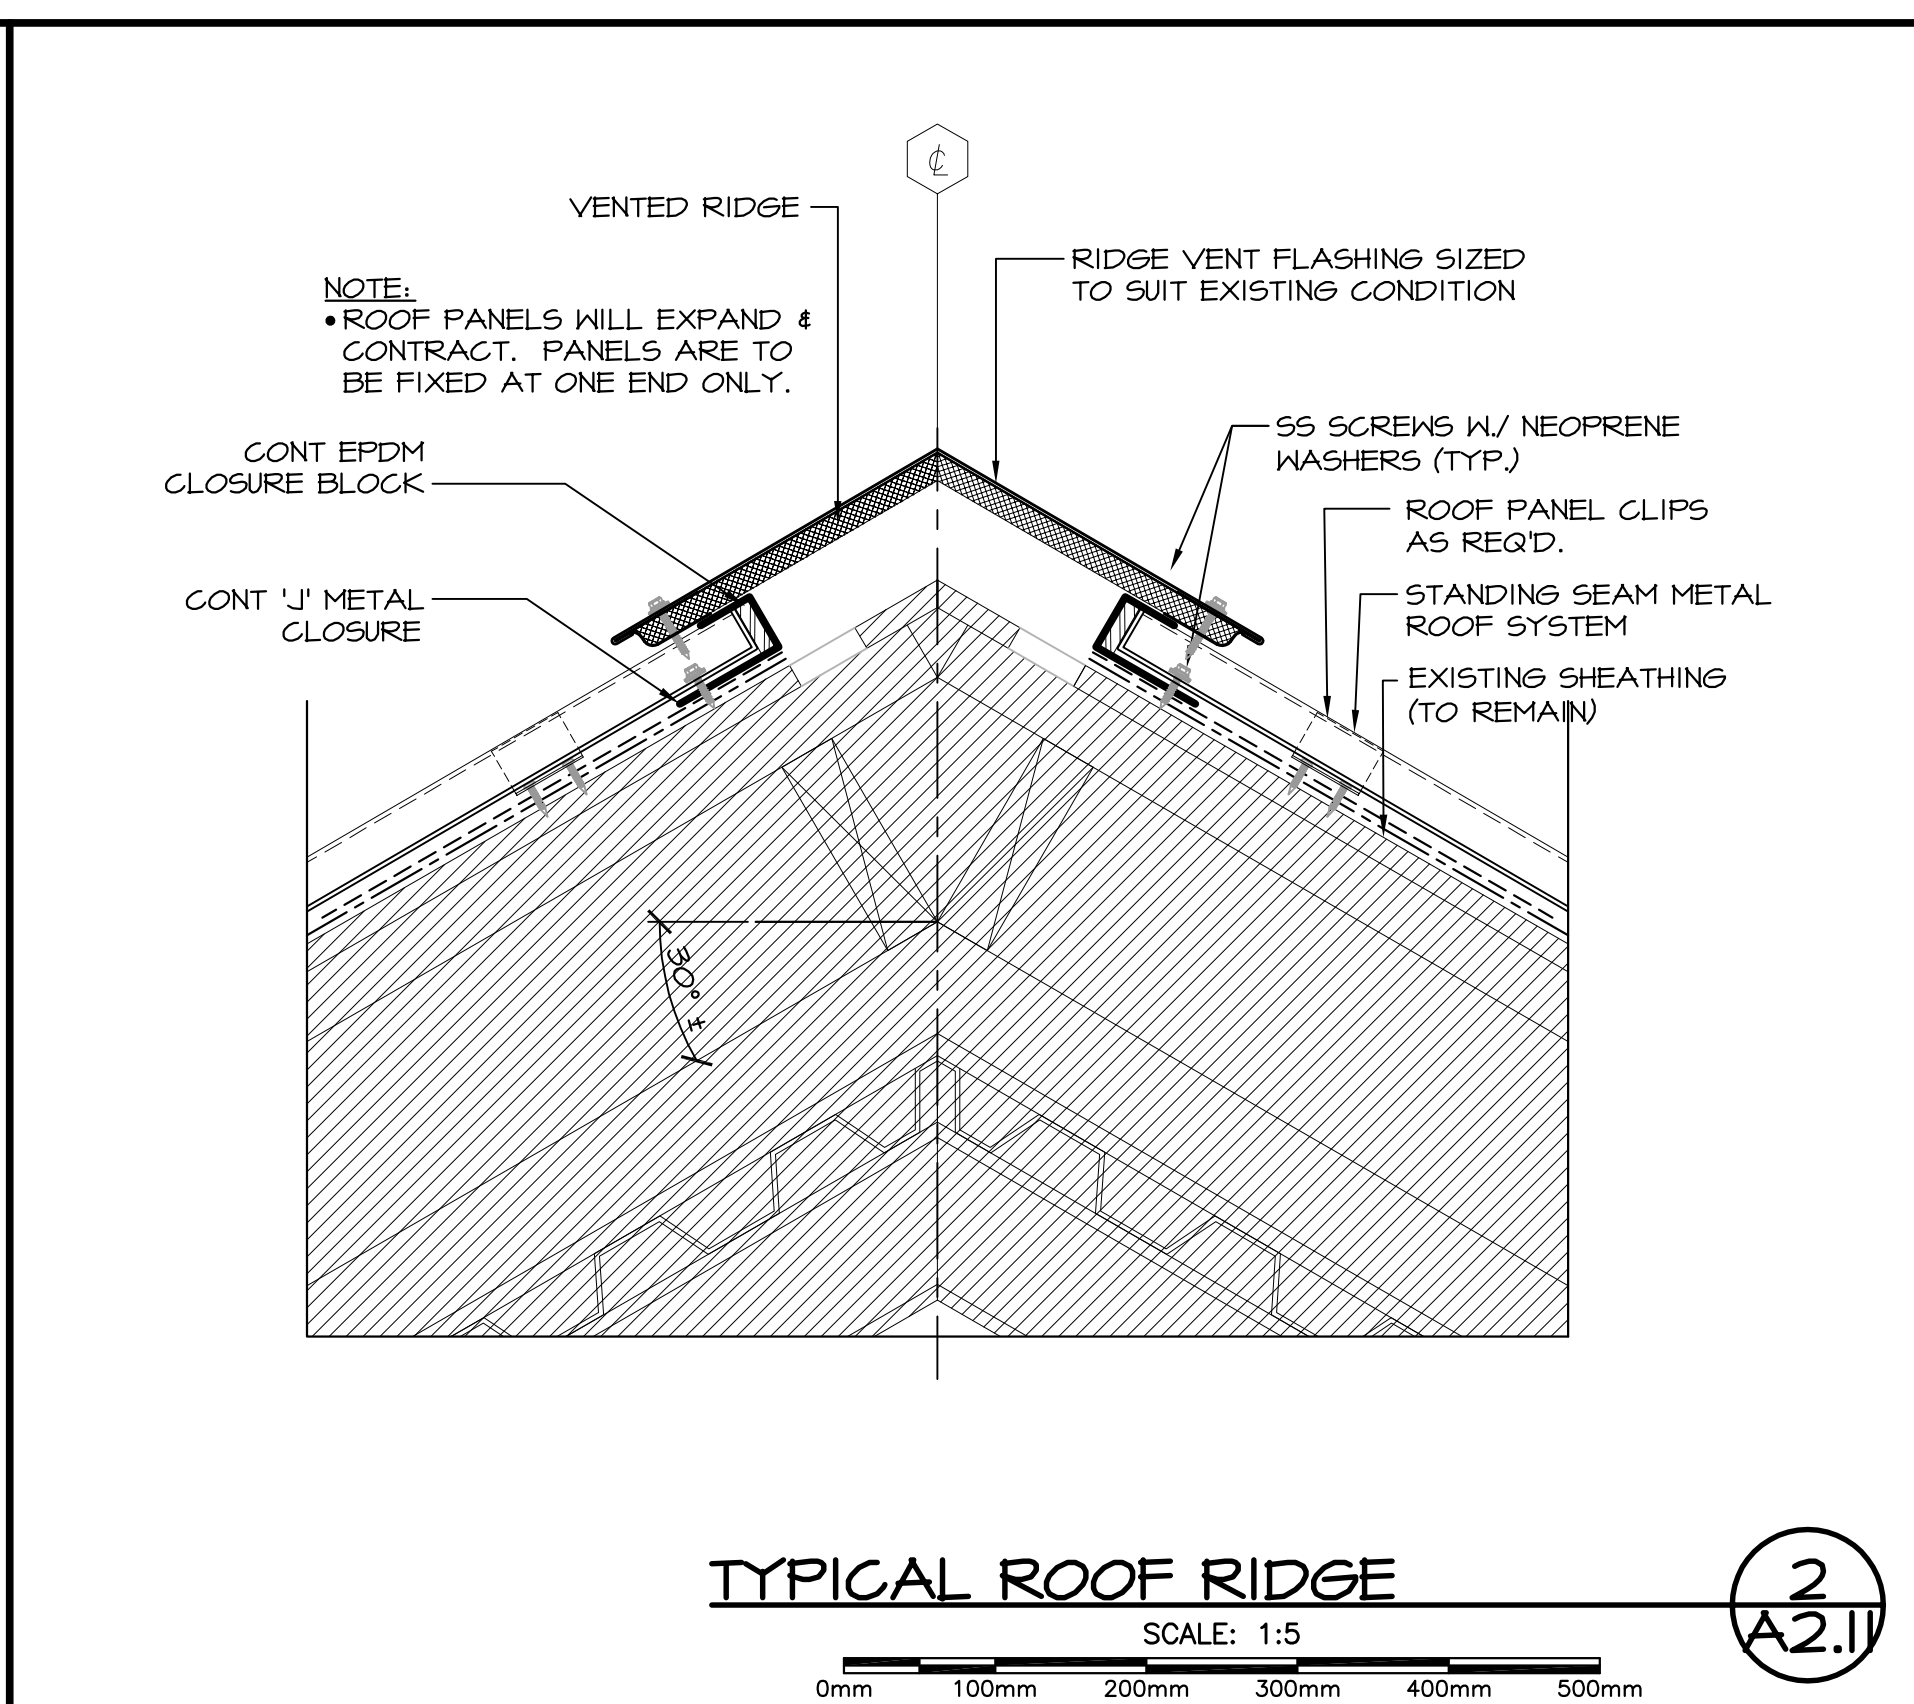 ℄
VENTED RIDGE
NOTE:
• ROOF PANELS WILL EXPAND &
CONTRACT. PANELS ARE TO
BE FIXED AT ONE END ONLY.
CONT EPDM
CLOSURE BLOCK
CONT 'J' METAL
CLOSURE
RIDGE VENT FLASHING SIZED
TO SUIT EXISTING CONDITION
SS SCREWS W./ NEOPRENE
WASHERS (TYP.)
ROOF PANEL CLIPS
AS REQ'D.
STANDING SEAM METAL
ROOF SYSTEM
EXISTING SHEATHING
(TO REMAIN)
30° ±
TYPICAL ROOF RIDGE
SCALE: 1:5
0mm 100mm 200mm 300mm 400mm 500mm
2
A2.11